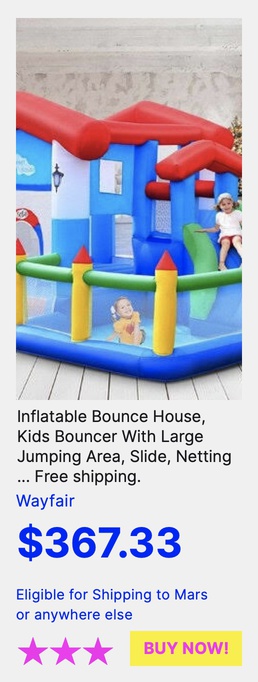 Inflatable Bounce House,
Kids Bouncer With Large
Jumping Area, Slide, Netting
... Free shipping.
Wayfair
$367.33
Eligible for Shipping to Mars
or anywhere else
BUY NOW!